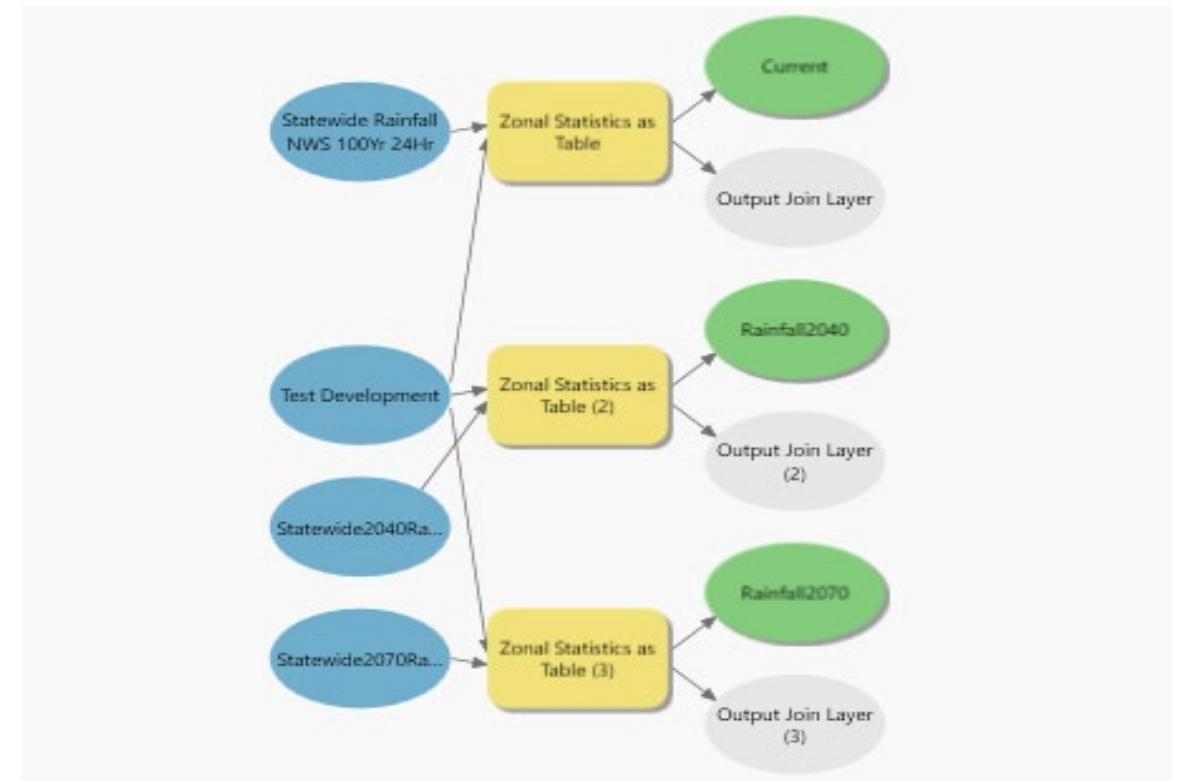 Current
Statewide Rainfall
NWS 100Yr 24Hr
Zonal Statistics as
Table
Output Join Layer
Rainfall2040
Test Development
Zonal Statistics as
Table (2)
Output Join Layer
(2)
Statewide2040Ra...
Rainfall2070
Statewide2070Ra...
Zonal Statistics as
Table (3)
Output Join Layer
(3)